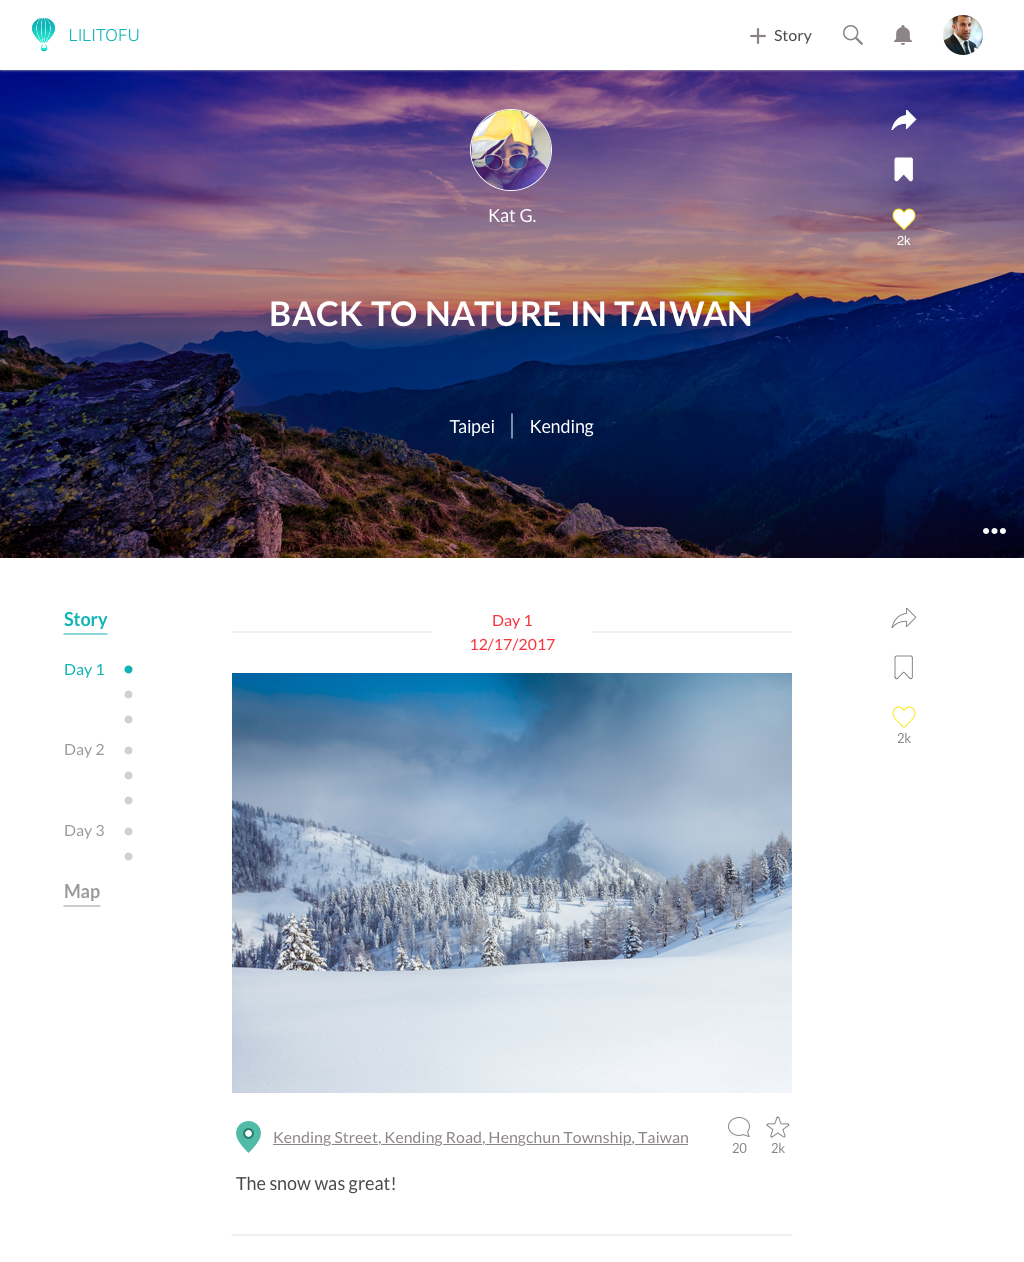 LILITOFU
Story
Kat G.
2k
BACK TO NATURE IN TAIWAN
Taipei
Kending
Story
Day 1
12/17/2017
Day 1
Day 2
Day 3
Map
2k
Kending Street, Kending Road, Hengchun Township, Taiwan
20
2k
The snow was great!